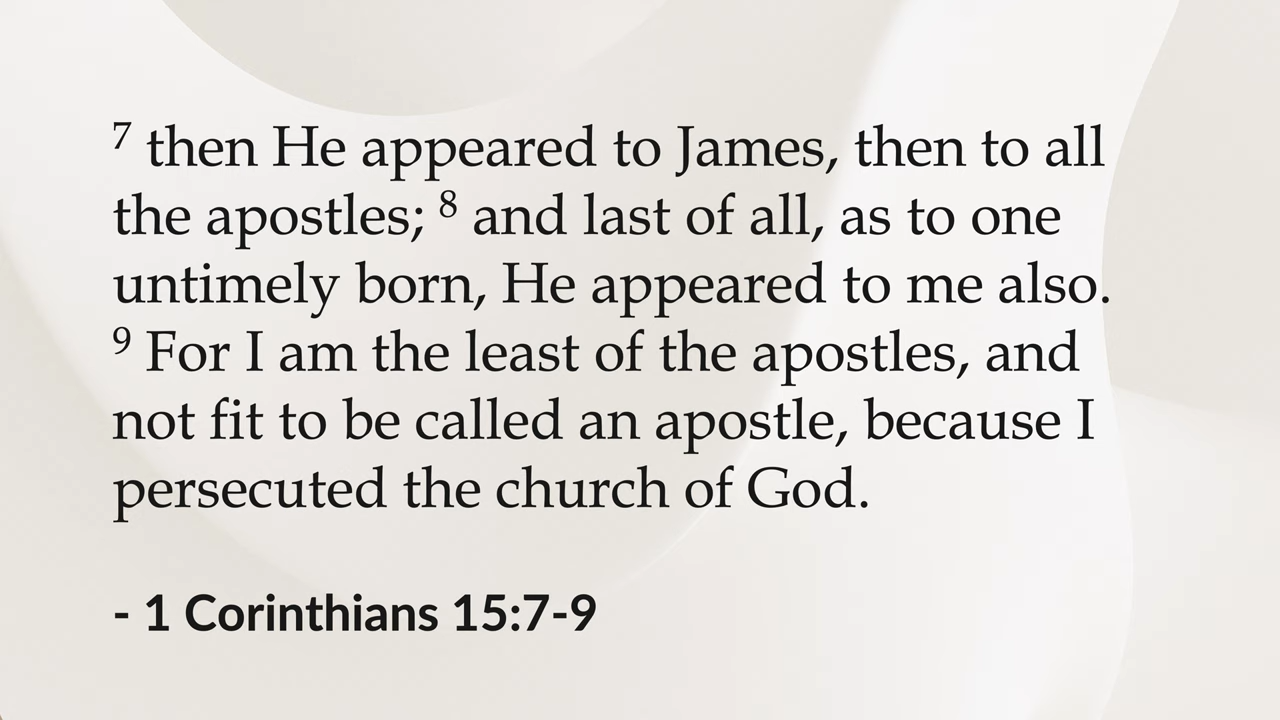 7 then He appeared to James, then to all
the apostles; 8 and last of all, as to one
untimely born, He appeared to me also.
9 For I am the least of the apostles, and
not fit to be called an apostle, because I
persecuted the church of God.
- 1 Corinthians 15:7-9